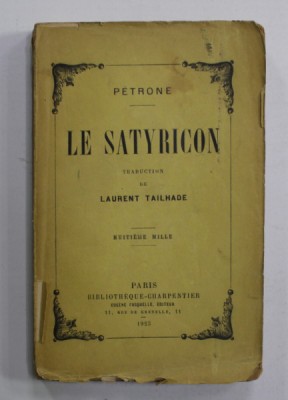 PÉTRONE
LE SATYRICON
TRADUCTION
DE
LAURENT TAILHADE
HUITIÈME MILLE
PARIS
BIBLIOTHÈQUE-CHARPENTIER
EUGÈNE FASQUELLE, ÉDITEUR
11, RUE DE GRENELLE, 11